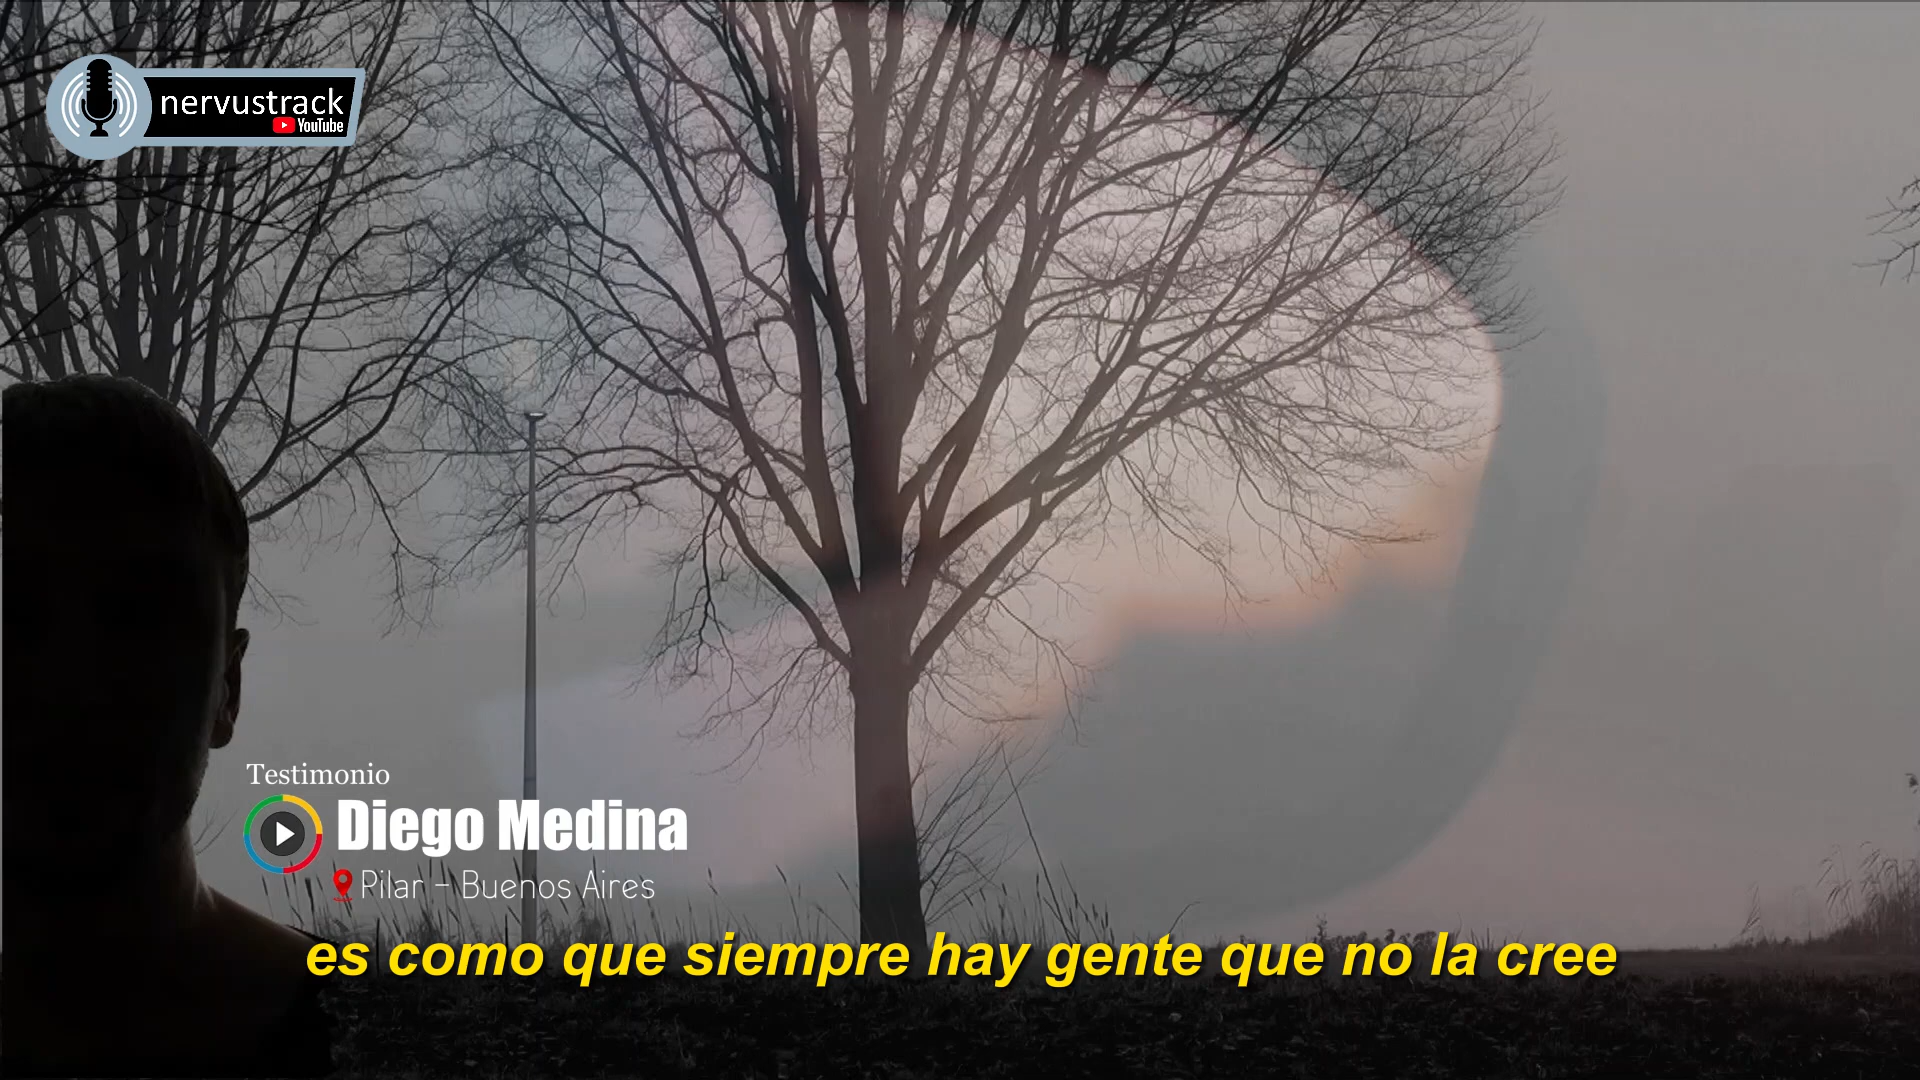 nervustrack
YouTube
Testimonio
Diego Medina
Pilar - Buenos Aires
es como que siempre hay gente que no la cree